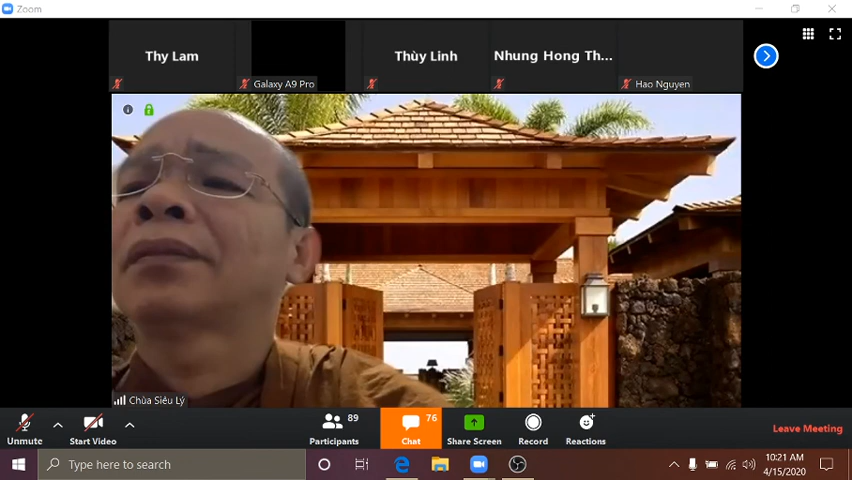 Zoom
Thy Lam
Thùy Linh
Nhung Hong Th...
Galaxy A9 Pro
Hao Nguyen
Chùa Siêu Lý
89
76
Unmute
Start Video
Participants
Chat
Share Screen
Record
Reactions
Leave Meeting
Type here to search
10:21 AM
4/15/2020